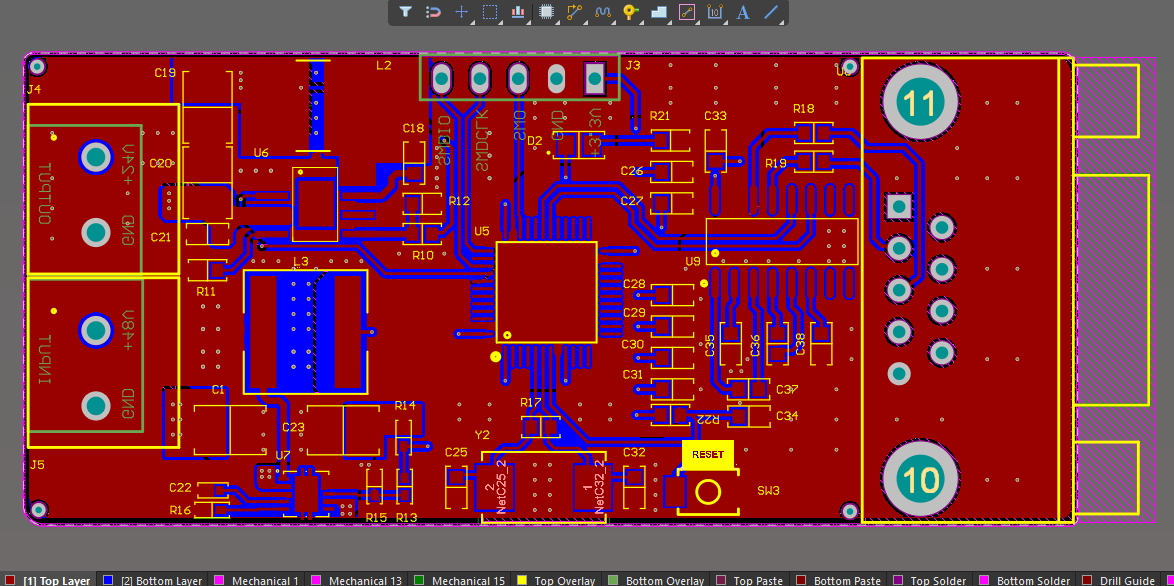 C19
J4
L2
J3
U8
11
C18
SWDIO
SWDCLK
SWO
GND
+3.3V
D2
R21
C33
R18
R19
C20
U6
OUTPUT
+24V
GND
C26
C27
R12
R10
U5
C21
R11
L3
U9
C28
C29
C30
C31
INPUT
+48V
GND
C35
C36
C38
C37
C34
R22
C1
C23
R14
R17
Y2
C25
C32
RESET
SW3
10
J5
U7
C22
R16
R15
R13
2
NetC25_2
1
NetC32_2
[1] Top Layer
[2] Bottom Layer
Mechanical 1
Mechanical 13
Mechanical 15
Top Overlay
Bottom Overlay
Top Paste
Bottom Paste
Top Solder
Bottom Solder
Drill Guide